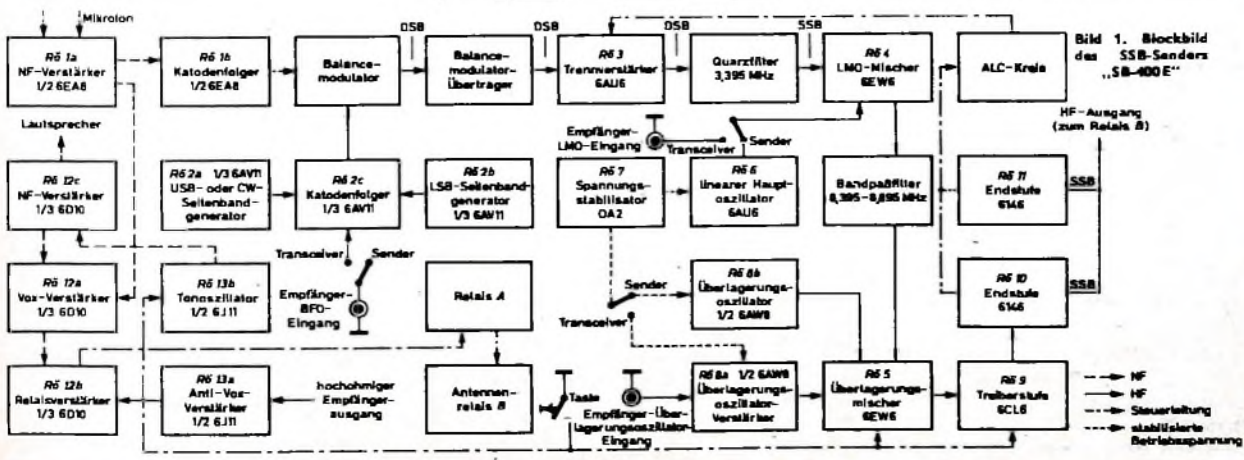 Mikrofon
DSB
DSB
DSB
SSB
Rö 1a
NF-Verstärker
1/2 6EA8
Rö 1b
Katodenfolger
1/2 6EA8
Balance-
modulator
Balance-
modulator-
Übertrager
Rö 3
Trennverstärker
6AU6
Quarzfilter
3,395 MHz
Rö 4
LMO-Mischer
6EW6
ALC-Kreis
Bild 1. Blockbild
des SSB-Senders
„SB-400E"
Lautsprecher
Empfänger-
LMO-Eingang
Transceiver
Sender
HF-Ausgang
(zum Relais B)
Rö 12c
NF-Verstärker
1/3 6D10
Rö 2a 1/3 6AV11
USB- oder CW-
Seitenband-
generator
Rö 2c
Katodenfolger
1/3 6AV11
Rö 2b
LSB-Seitenband-
generator
1/3 6AV11
Rö 7
Spannungs-
stabilisator
OA2
Rö 6
linearer Haupt-
oszillator
6AU6
Bandpaßfilter
8,395-8,895 MHz
Rö 11
Endstufe
6146
SSB
Transceiver
Sender
Empfänger-
BFO-
Eingang
Rö 12a
Vox-Verstärker
1/3 6D10
Rö 13b
Tonoszillator
1/2 6J11
Relais A
Sender
Transceiver
Rö 8b
Überlagerungs-
oszillator
1/2 6AW8
Rö 10
Endstufe
6146
SSB
Rö 12b
Relaisverstärker
1/3 6D10
Rö 13a
Anti-Vox-
Verstärker
1/2 6J11
hochohmiger
Empfänger-
ausgang
Antennen-
relais B
Taste
Empfänger-Über-
lagerungsoszillator-
Eingang
Rö 8a 1/2 6AW8
Überlagerungs-
oszillator-
Verstärker
Rö 5
Überlagerungs-
mischer
6EW6
Rö 9
Treiberstufe
6CL6
NF
HF
Steuerleitung
stabilisierte
Betriebsspannung